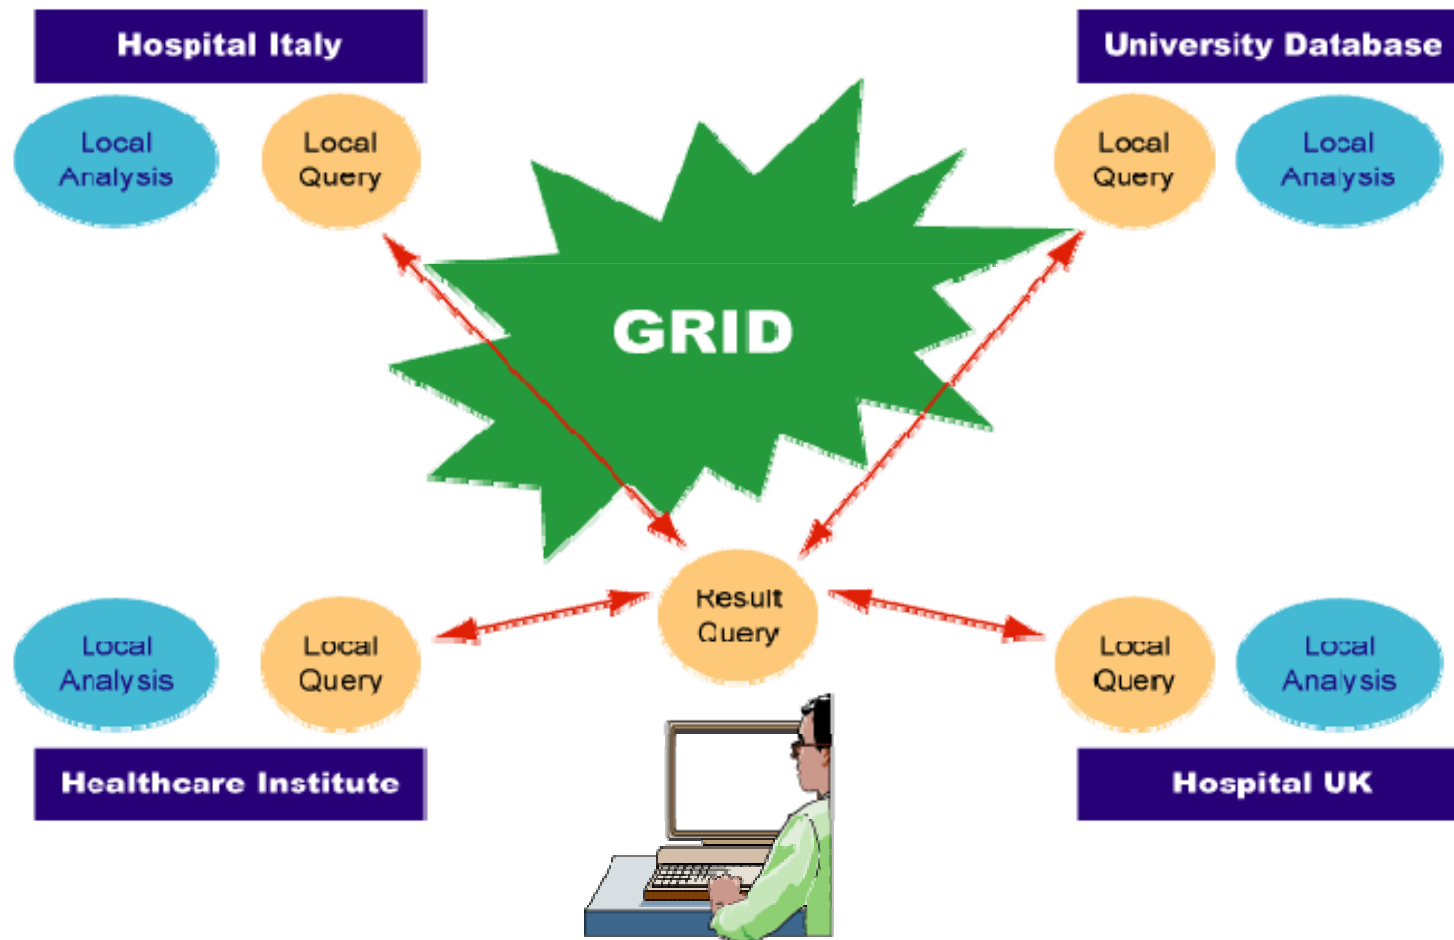 Hospital Italy
University Database
Local
Analysis
Local
Query
Local
Query
Local
Analysis
GRID
Result
Query
Local
Analysis
Local
Query
Local
Query
Local
Analysis
Healthcare Institute
Hospital UK